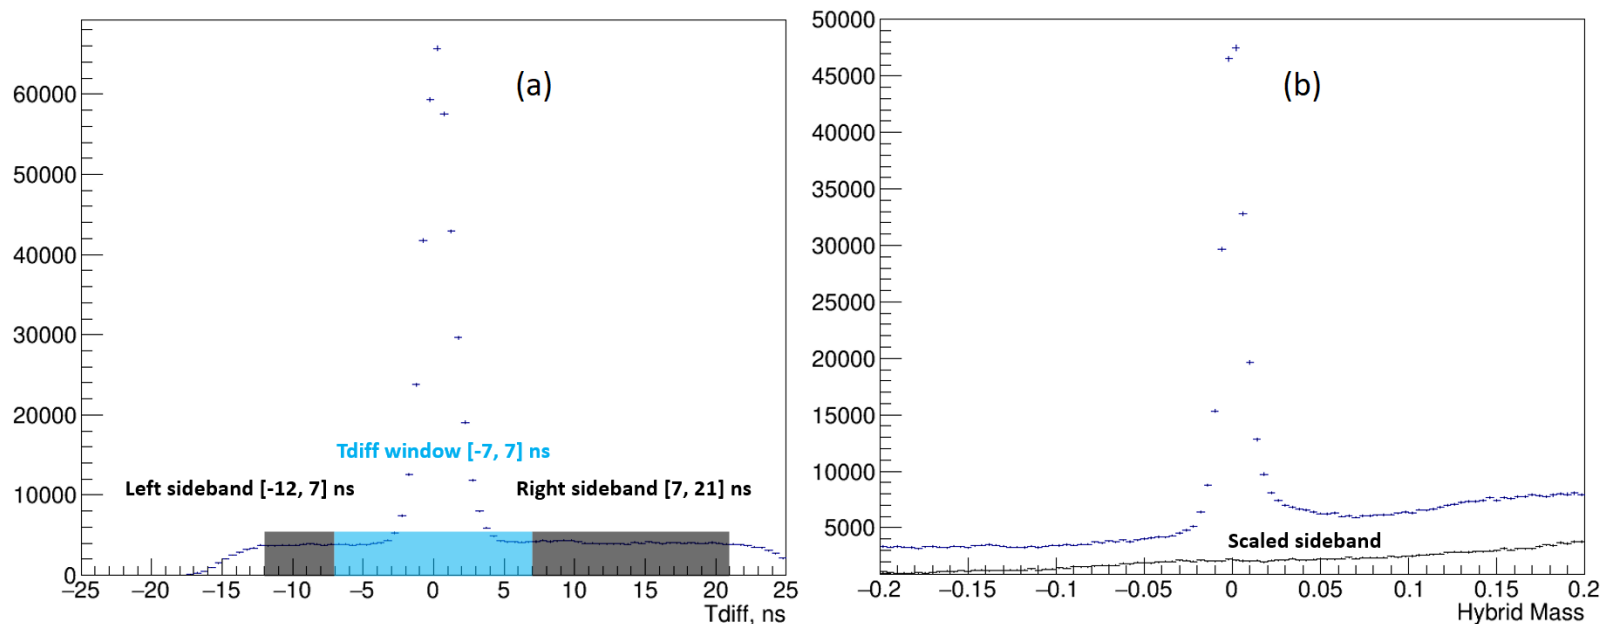 (a)
60000
50000
40000
30000
20000
10000
0
Tdiff window [-7, 7] ns
Left sideband [-12, 7] ns
Right sideband [7, 21] ns
−25 −20 −15 −10 −5 0 5 10 15 20 25
Tdiff, ns
(b)
50000
45000
40000
35000
30000
25000
20000
15000
10000
5000
0
Scaled sideband
−0.2 −0.15 −0.1 −0.05 0 0.05 0.1 0.15 0.2
Hybrid Mass